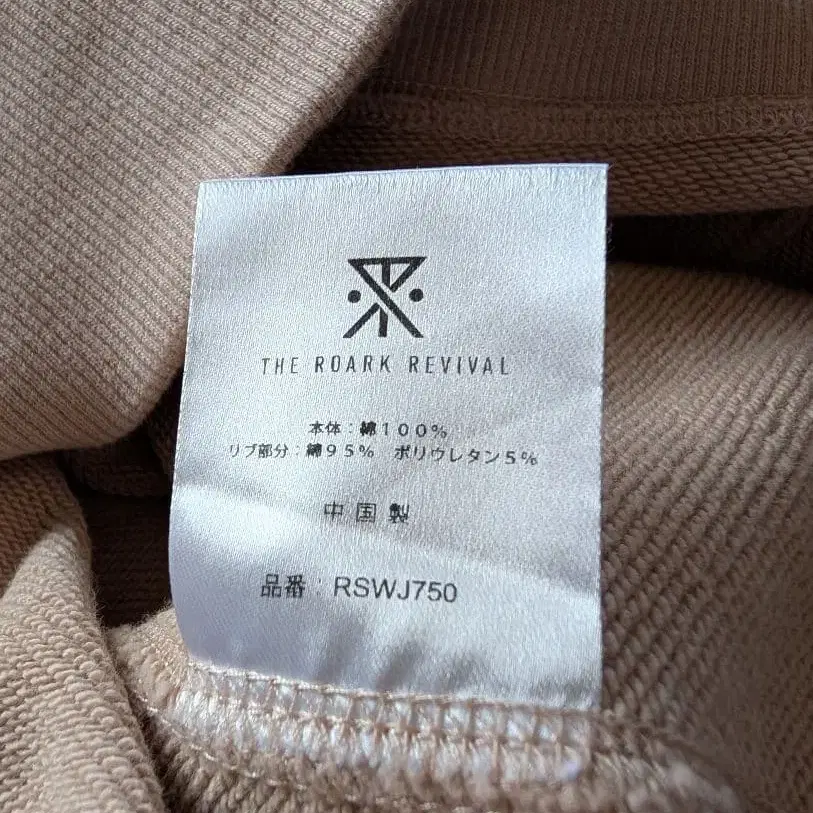 THE ROARK REVIVAL
本体：綿１００％
リブ部分：綿９５％　ポリウレタン５％
中国製
品番：RSWJ750